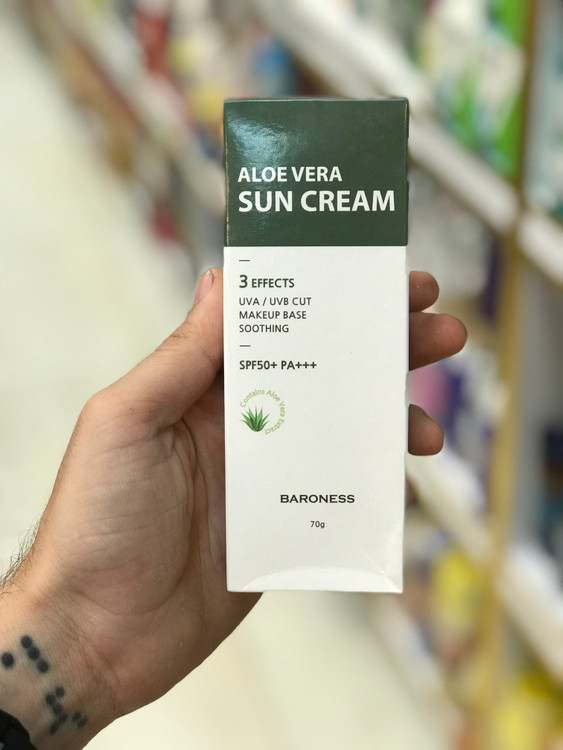 ALOE VERA
SUN CREAM
3 EFFECTS
UVA / UVB CUT
MAKEUP BASE
SOOTHING
SPF50+ PA+++
Contains Aloe Vera Extract
BARONESS
70g